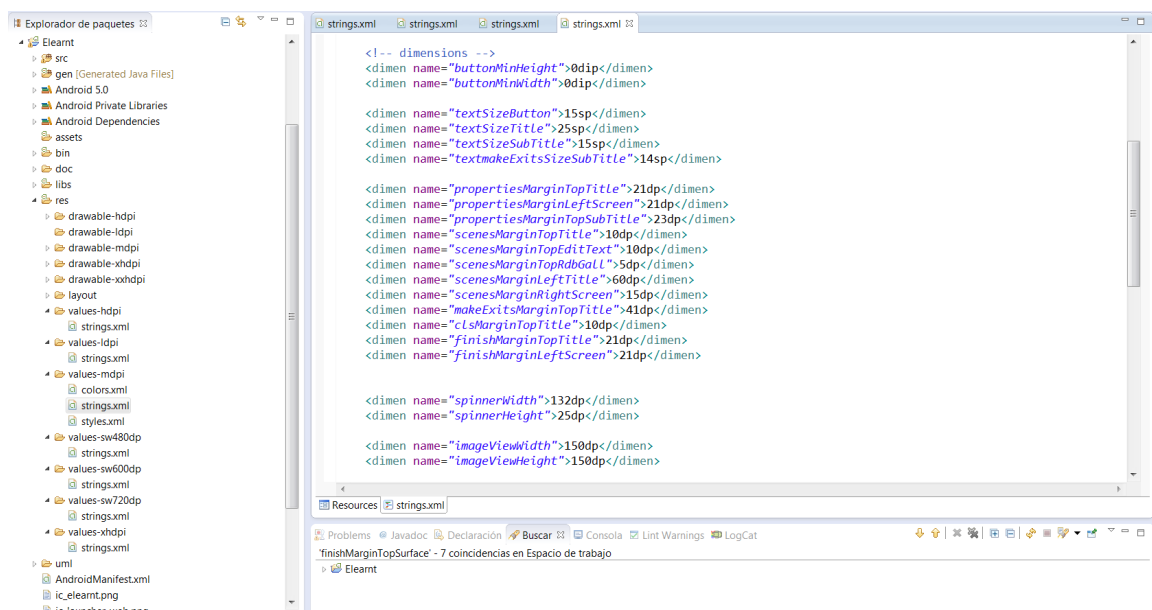 Explorador de paquetes
Elearnt
src
gen [Generated Java Files]
Android 5.0
Android Private Libraries
Android Dependencies
assets
bin
doc
libs
res
drawable-hdpi
drawable-ldpi
drawable-mdpi
drawable-xhdpi
drawable-xxhdpi
layout
values-hdpi
strings.xml
values-ldpi
strings.xml
values-mdpi
colors.xml
strings.xml
styles.xml
values-sw480dp
strings.xml
values-sw600dp
strings.xml
values-sw720dp
strings.xml
values-xhdpi
strings.xml
uml
AndroidManifest.xml
ic_elearnt.png
ic_launcher-web.png
strings.xml strings.xml strings.xml strings.xml
<!-- dimensions -->
<dimen name="buttonMinHeight">0dip</dimen>
<dimen name="buttonMinWidth">0dip</dimen>
<dimen name="textSizeButton">15sp</dimen>
<dimen name="textSizeTitle">25sp</dimen>
<dimen name="textSizeSubTitle">15sp</dimen>
<dimen name="textmakeExitsSizeSubTitle">14sp</dimen>
<dimen name="propertiesMarginTopTitle">21dp</dimen>
<dimen name="propertiesMarginLeftScreen">21dp</dimen>
<dimen name="propertiesMarginTopSubTitle">23dp</dimen>
<dimen name="scenesMarginTopTitle">10dp</dimen>
<dimen name="scenesMarginTopEditText">10dp</dimen>
<dimen name="scenesMarginTopRdbGall">5dp</dimen>
<dimen name="scenesMarginLeftTitle">60dp</dimen>
<dimen name="scenesMarginRightScreen">15dp</dimen>
<dimen name="makeExitsMarginTopTitle">41dp</dimen>
<dimen name="clsMarginTopTitle">10dp</dimen>
<dimen name="finishMarginTopTitle">21dp</dimen>
<dimen name="finishMarginLeftScreen">21dp</dimen>
<dimen name="spinnerWidth">132dp</dimen>
<dimen name="spinnerHeight">25dp</dimen>
<dimen name="imageViewWidth">150dp</dimen>
<dimen name="imageViewHeight">150dp</dimen>
Resources strings.xml
Problems Javadoc Declaración Buscar Consola Lint Warnings LogCat
'finishMarginTopSurface' - 7 coincidencias en Espacio de trabajo
Elearnt